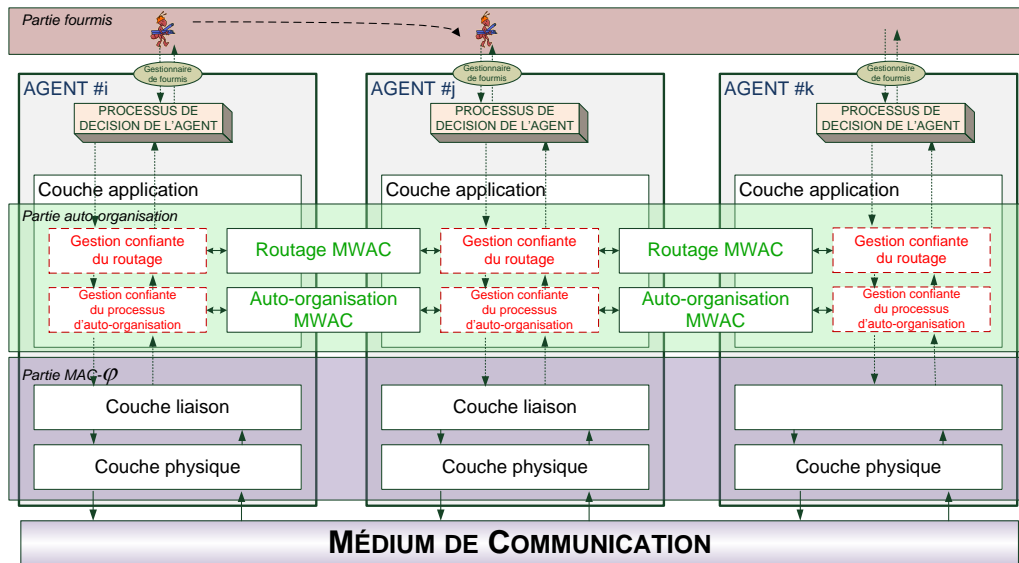 Partie fourmis
Gestionnaire
de fourmis
Gestionnaire
de fourmis
Gestionnaire
de fourmis
AGENT #i
AGENT #j
AGENT #k
PROCESSUS DE
DECISION DE L'AGENT
PROCESSUS DE
DECISION DE L'AGENT
PROCESSUS DE
DECISION DE L'AGENT
Couche application
Couche application
Couche application
Partie auto-organisation
Gestion confiante
du routage
Routage MWAC
Gestion confiante
du routage
Routage MWAC
Gestion confiante
du routage
Gestion confiante
du processus
d'auto-organisation
Auto-organisation
MWAC
Gestion confiante
du processus
d'auto-organisation
Auto-organisation
MWAC
Gestion confiante
du processus
d'auto-organisation
Partie MAC-φ
Couche liaison
Couche liaison
Couche physique
Couche physique
Couche physique
MÉDIUM DE COMMUNICATION